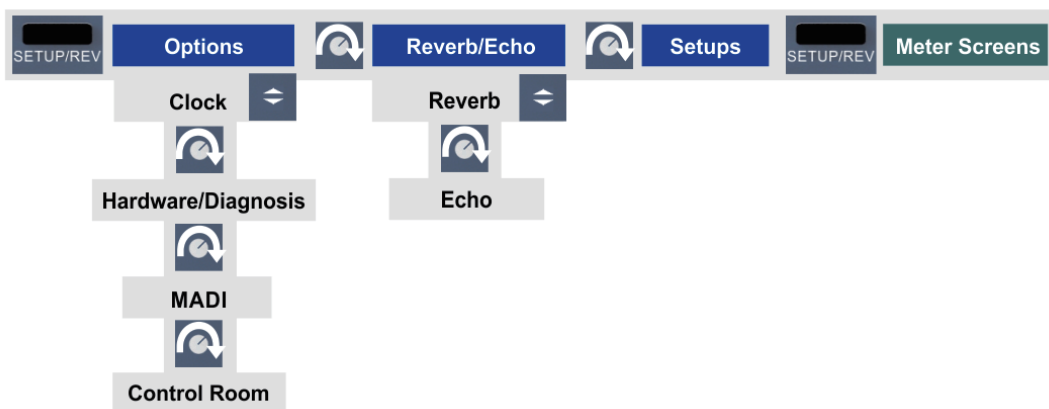 SETUP/REV Options Reverb/Echo Setups SETUP/REV Meter Screens
Clock Reverb
Hardware/Diagnosis Echo
MADI
Control Room